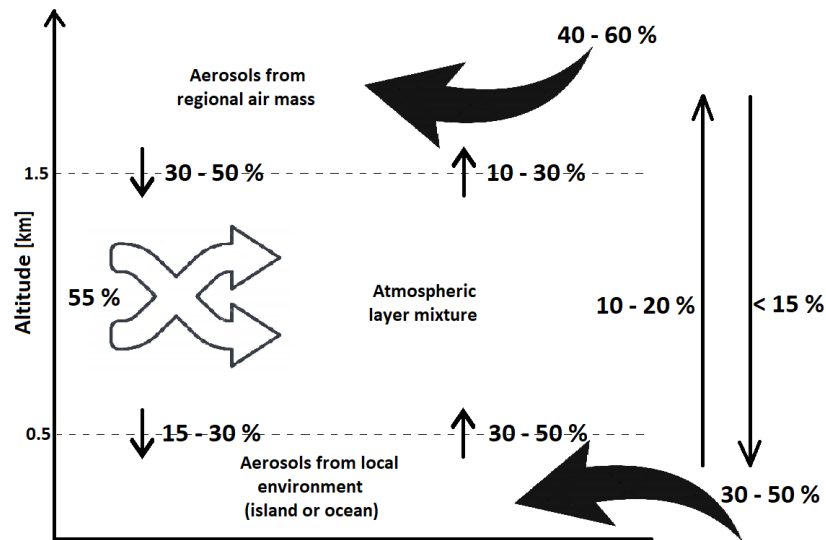 40 - 60 %
Aerosols from
regional air mass
1.5
30 - 50 %
10 - 30 %
Altitude [km]
55 %
Atmospheric
layer mixture
10 - 20 %
< 15 %
0.5
15 - 30 %
30 - 50 %
Aerosols from local
environment
(island or ocean)
30 - 50 %